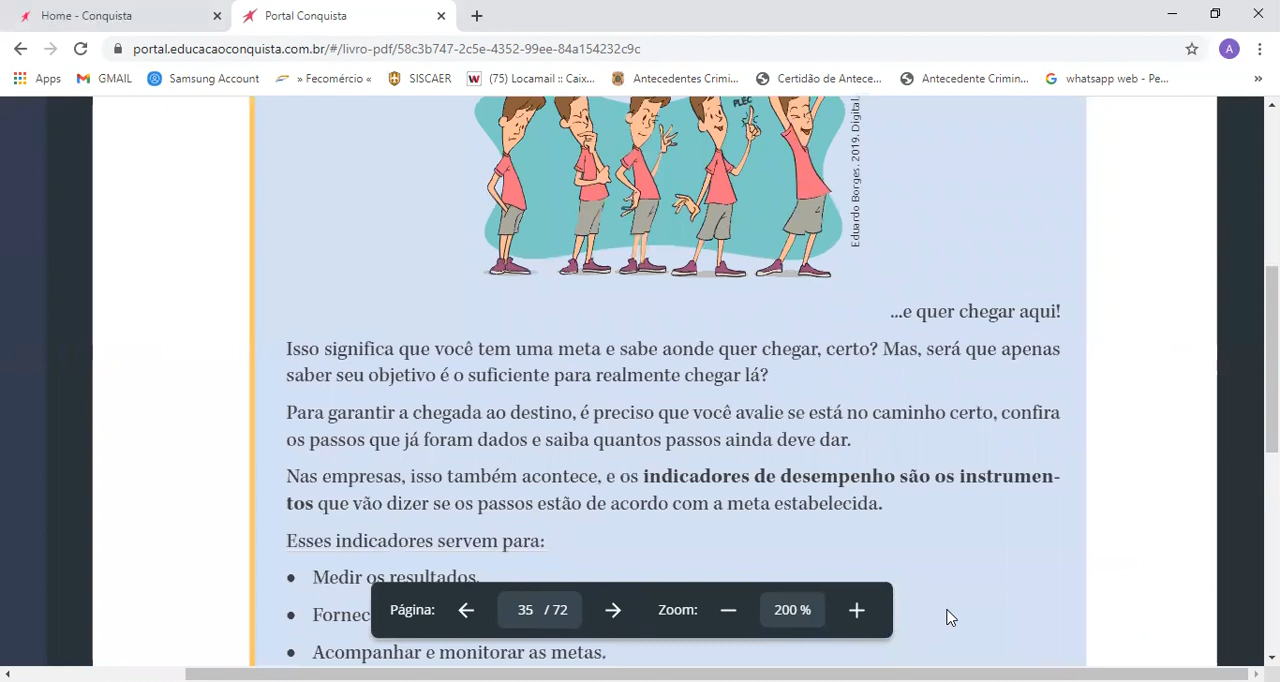 Home - Conquista
Portal Conquista
portal.educacaoconquista.com.br/#/livro-pdf/58c3b747-2c5e-4352-99ee-84a154232c9c
A
Apps
GMAIL
Samsung Account
» Fecomércio «
SISCAER
(75) Locamail :: Caix...
Antecedentes Crimi...
Certidão de Antece...
Antecedente Crimin...
whatsapp web - Pe...
»
PLEC
Eduardo Borges. 2019. Digital.
...e quer chegar aqui!
Isso significa que você tem uma meta e sabe aonde quer chegar, certo? Mas, será que apenas
saber seu objetivo é o suficiente para realmente chegar lá?
Para garantir a chegada ao destino, é preciso que você avalie se está no caminho certo, confira
os passos que já foram dados e saiba quantos passos ainda deve dar.
Nas empresas, isso também acontece, e os indicadores de desempenho são os instrumen-
tos que vão dizer se os passos estão de acordo com a meta estabelecida.
Esses indicadores servem para:
• Medir os resultados.
• Fornec
Página: 35 / 72 Zoom: 200 %
• Acompanhar e monitorar as metas.